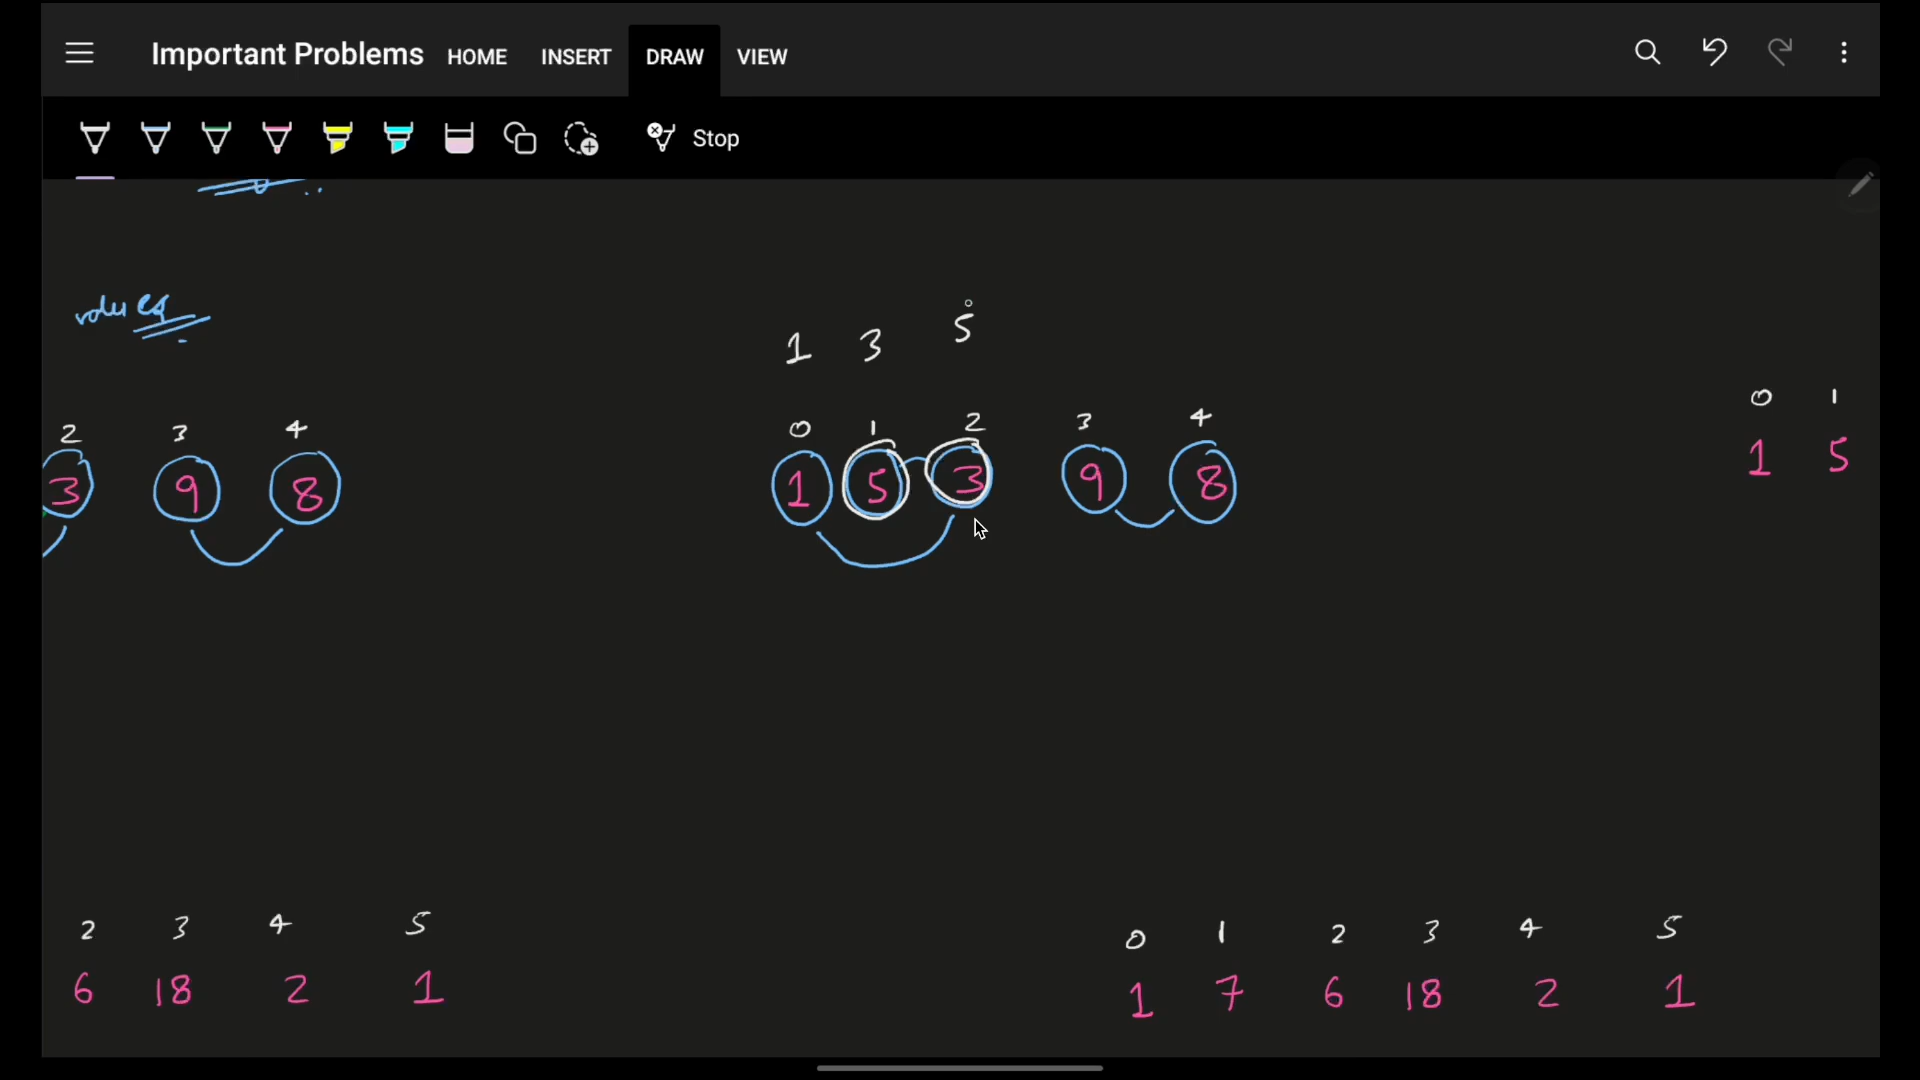 Important Problems HOME INSERT DRAW VIEW
Stop
values
1 3 5
2 3 4
0 1 2 3 4
0 1
3 9 8
1 5 3 9 8
1 5
2 3 4 5
0 1 2 3 4 5
6 18 2 1
1 7 6 18 2 1